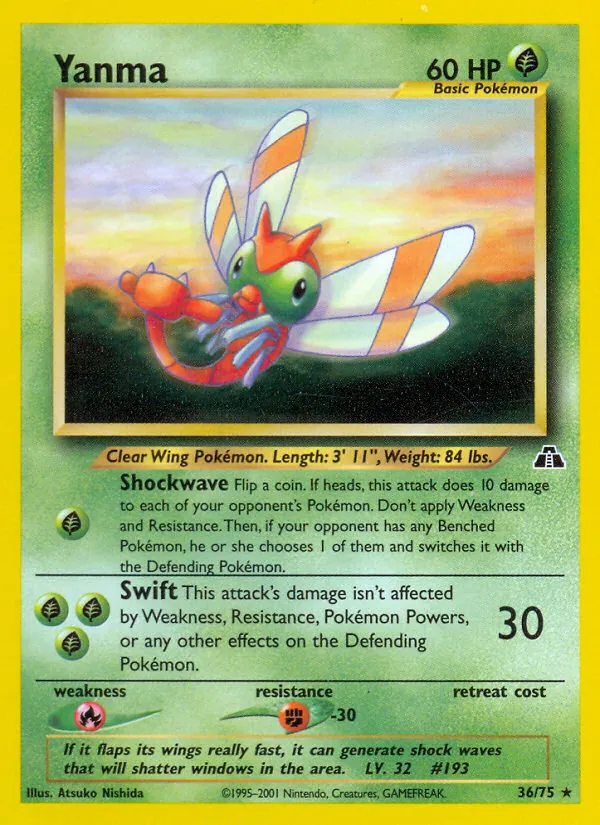 Yanma
60 HP
Basic Pokémon
Clear Wing Pokémon. Length: 3' 11", Weight: 84 lbs.
Shockwave Flip a coin. If heads, this attack does 10 damage
to each of your opponent's Pokémon. Don't apply Weakness
and Resistance. Then, if your opponent has any Benched
Pokémon, he or she chooses 1 of them and switches it with
the Defending Pokémon.
Swift This attack's damage isn't affected
by Weakness, Resistance, Pokémon Powers,
or any other effects on the Defending
Pokémon.
30
weakness resistance retreat cost
-30
If it flaps its wings really fast, it can generate shock waves
that will shatter windows in the area. LV. 32 #193
Illus. Atsuko Nishida ©1995–2001 Nintendo, Creatures, GAMEFREAK. 36/75 ★